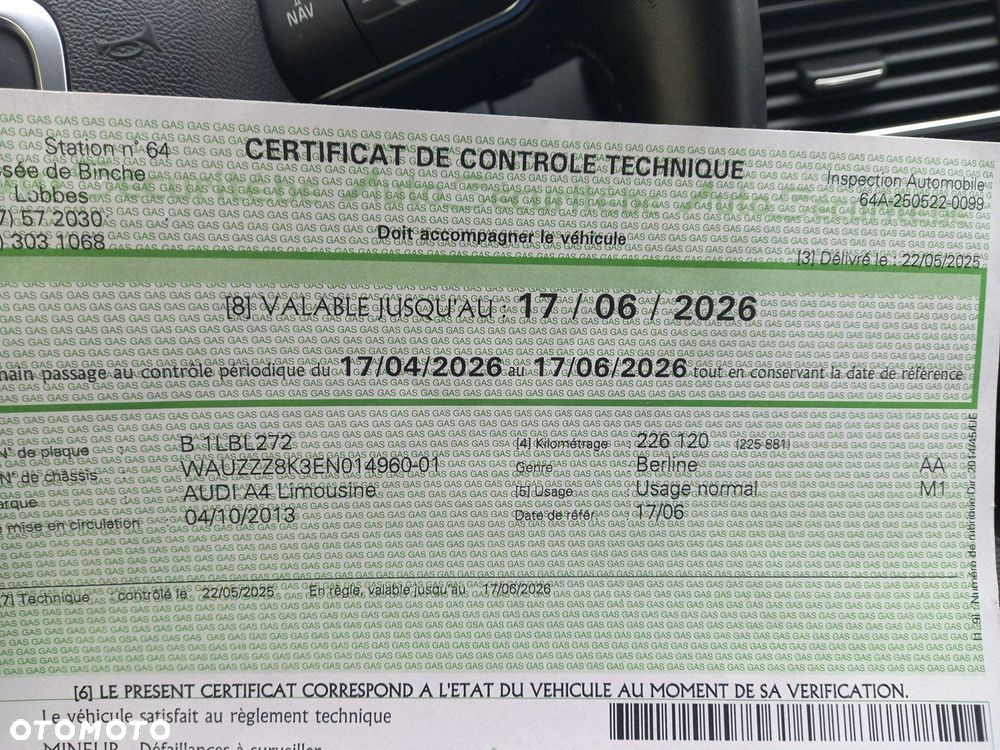 NAV
Station n° 64
CERTIFICAT DE CONTROLE TECHNIQUE
Inspection Automobile
sée de Binche
64A-250522-0099
Lobbes
7) 57 2030
) 303 1068
Doit accompagner le véhicule
[3] Délivré le : 22/05/2025
[8] VALABLE JUSQU'AU : 17 / 06 / 2026
hain passage au contrôle périodique du 17/04/2026 au 17/06/2026 tout en conservant la date de référence
N° de plaque : B 1LBL272 [4] Kilométrage : 226 120 (225 881)
N° de châssis : WAUZZZ8K3EN014960-01 Genre : Berline AA
arque : AUDI A4 Limousine [5] Usage : Usage normal M1
e mise en circulation : 04/10/2013 Date de référ. : 17/06
[7] Technique : contrôlé le 22/05/2025 En règle, valable jusqu'au 17/06/2026
[6] LE PRESENT CERTIFICAT CORRESPOND A L'ETAT DU VEHICULE AU MOMENT DE SA VERIFICATION.
Le véhicule satisfait au règlement technique
MINEUR - Défaillances à surveiller
OTOMOTO